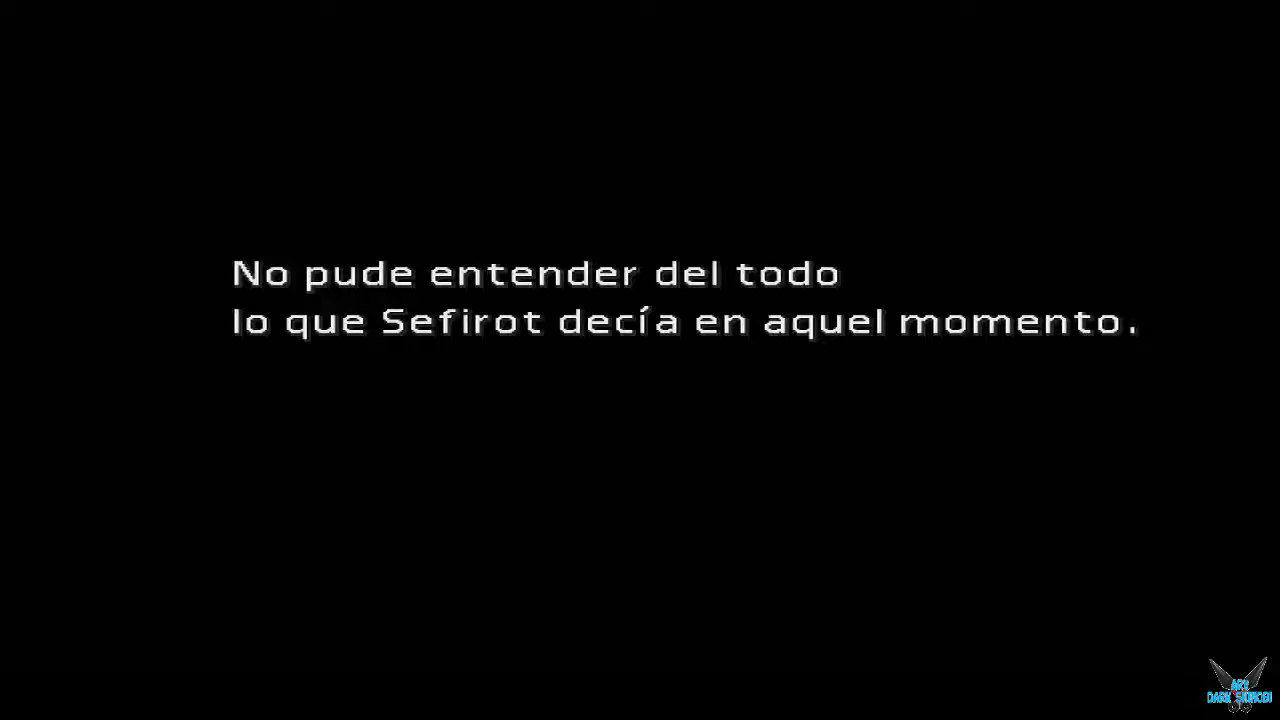 No pude entender del todo
lo que Sefirot decía en aquel momento.